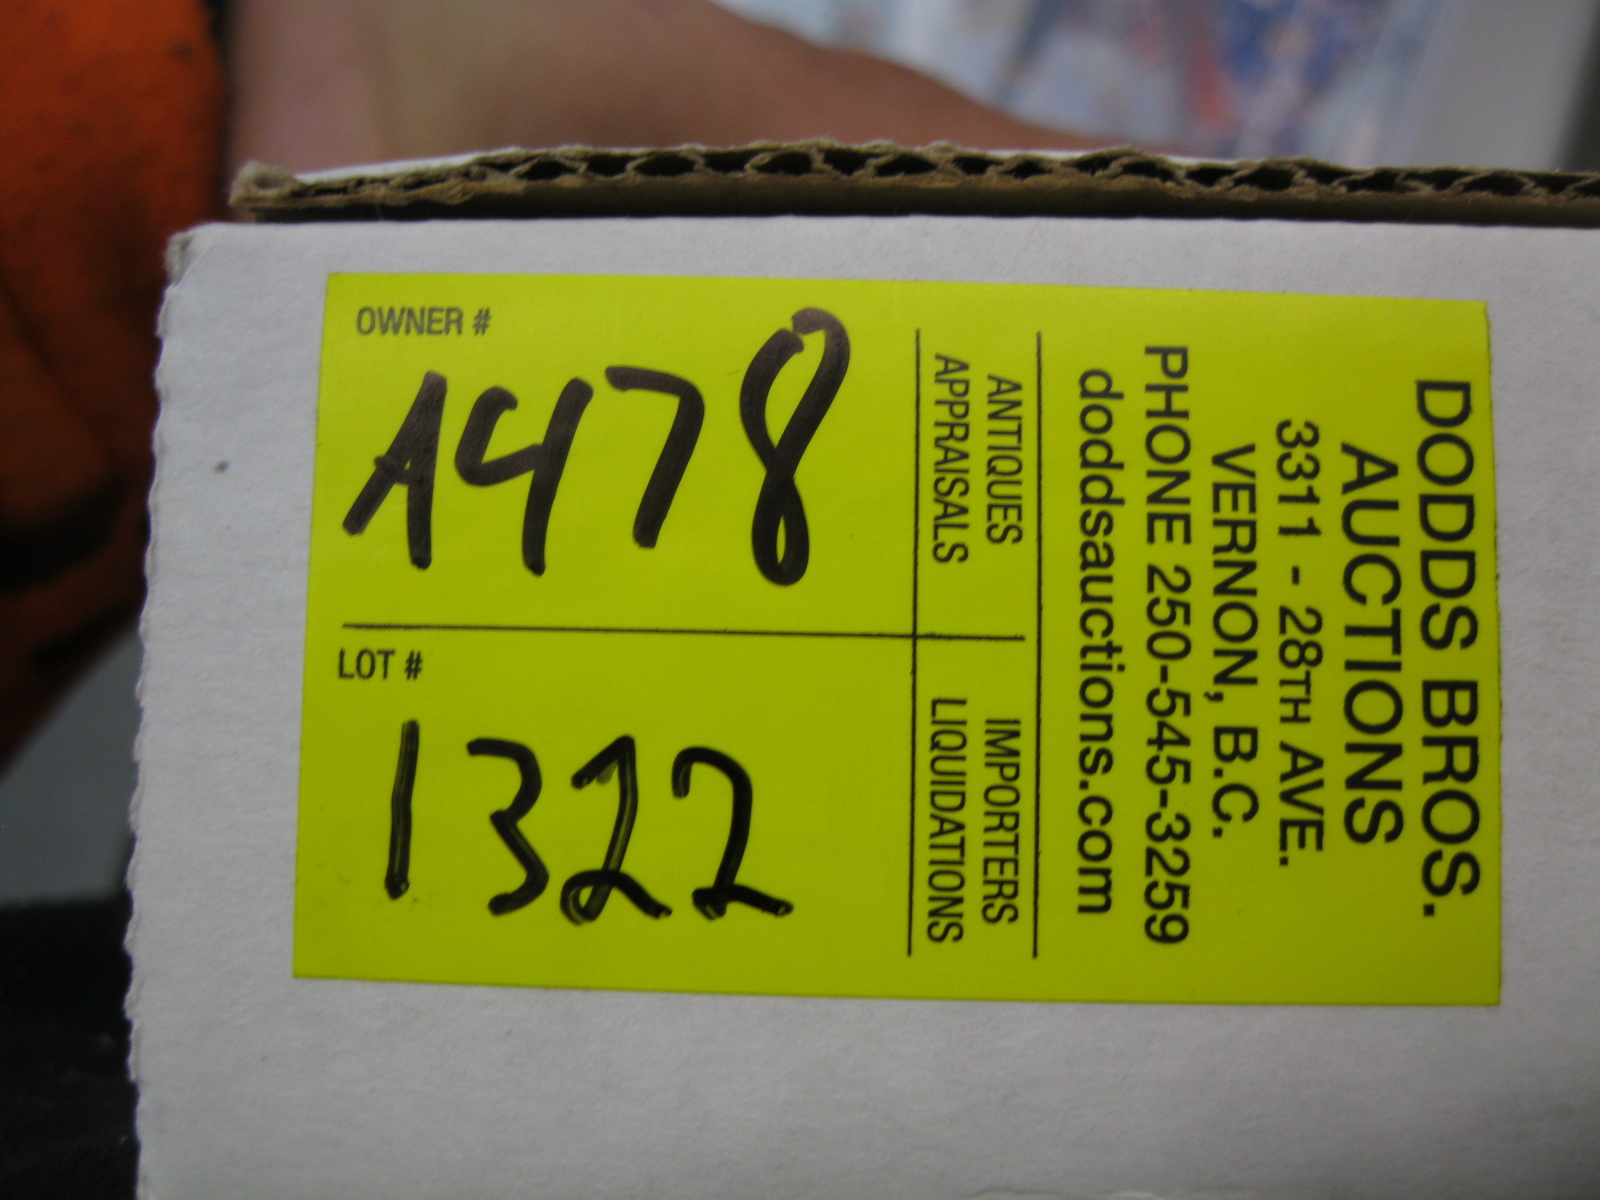 OWNER #
A478
LOT #
1322
DODDS BROS.
AUCTIONS
3311 - 28TH AVE.
VERNON, B.C.
PHONE 250-545-3259
doddsauctions.com
ANTIQUES
APPRAISALS
IMPORTERS
LIQUIDATIONS